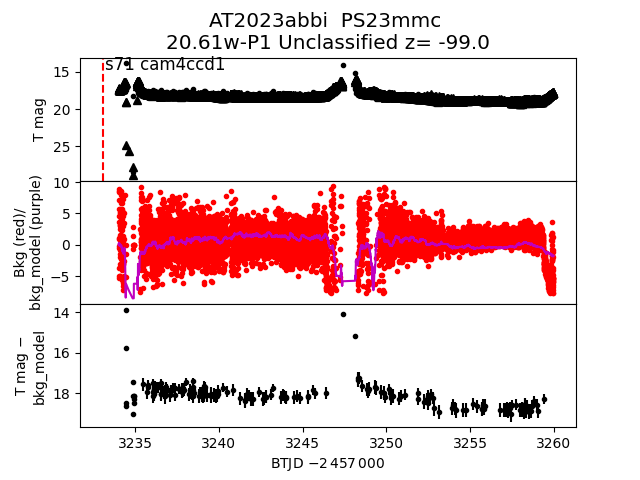 AT2023abbi PS23mmc
20.61w-P1 Unclassified z= -99.0
s71 cam4ccd1
T mag
15
20
25
Bkg (red)/
bkg_model (purple)
10
5
0
−5
T mag −
bkg_model
14
16
18
3235 3240 3245 3250 3255 3260
BTJD −2 457 000